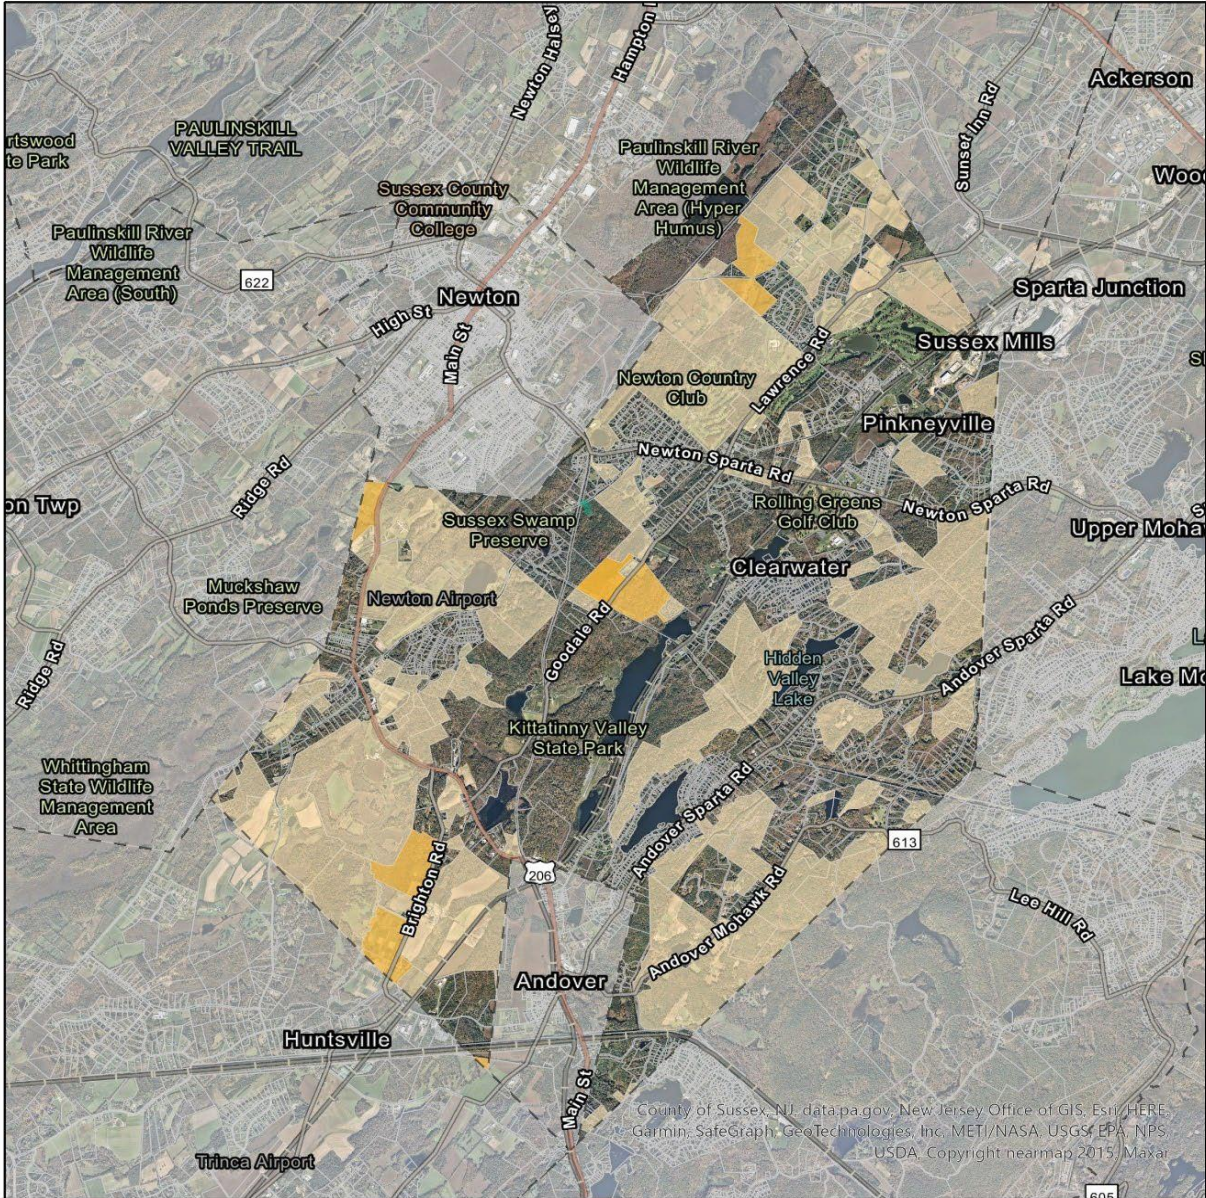 Newton Halsey
Hampton
Ackerson
Sunset Inn Rd
PAULINSKILL
VALLEY TRAIL
rtswood
te Park
Paulinskill River
Wildlife
Management
Area (Hyper
Humus)
Woo
Sussex County
Community
College
Paulinskill River
Wildlife
Management
Area (South)
622
Newton
Sparta Junction
High St
Main St
Sussex Mills
Lawrence Rd
Newton Country
Club
Pinkneyville
Newton Sparta Rd
Ridge Rd
on Twp
Rolling Greens
Golf Club
Newton Sparta Rd
Sussex Swamp
Preserve
Upper Moha
Clearwater
Muckshaw
Ponds Preserve
Newton Airport
Goodale Rd
Andover Sparta Rd
Ridge Rd
Hidden
Valley
Lake
Lake Mo
Kittatinny Valley
State Park
Whittingham
State Wildlife
Management
Area
Andover Sparta Rd
613
206
Brighton Rd
Andover Mohawk Rd
Lee Hill Rd
Andover
Huntsville
Main St
County of Sussex, NJ, data.pa.gov, New Jersey Office of GIS, Esri, HERE,
Garmin, SafeGraph, GeoTechnologies, Inc, METI/NASA, USGS, EPA, NPS,
USDA, Copyright nearmap 2015, Maxar
Trinca Airport
605